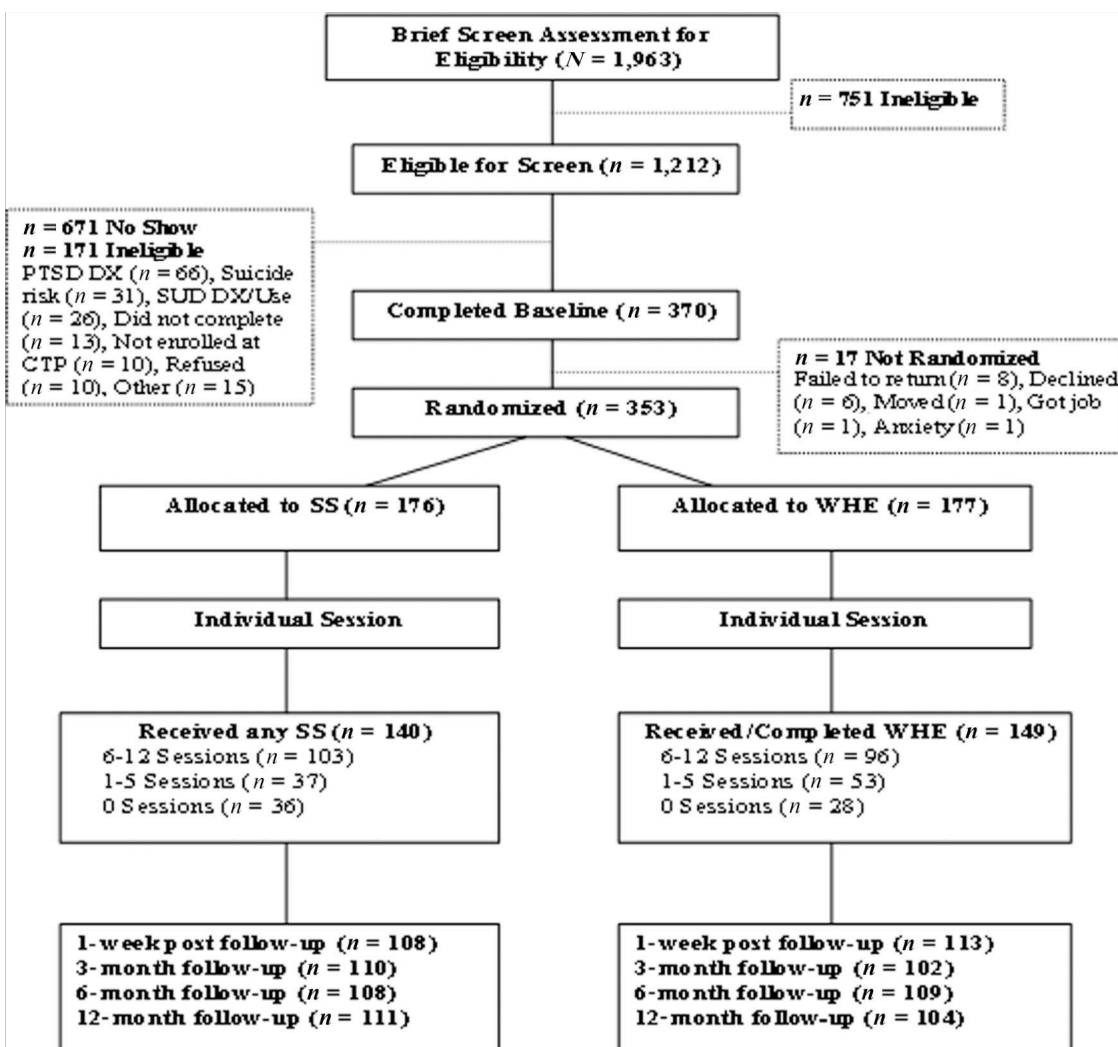 Brief Screen Assessment for
Eligibility (N = 1,963)
n = 751 Ineligible
Eligible for Screen (n = 1,212)
n = 671 No Show
n = 171 Ineligible
PTSD DX (n = 66), Suicide
risk (n = 31), SUD DX/Use
(n = 26), Did not complete
(n = 13), Not enrolled at
CTP (n = 10), Refused
(n = 10), Other (n = 15)
Completed Baseline (n = 370)
n = 17 Not Randomized
Failed to return (n = 8), Declined
(n = 6), Moved (n = 1), Got job
(n = 1), Anxiety (n = 1)
Randomized (n = 353)
Allocated to SS (n = 176)
Allocated to WHE (n = 177)
Individual Session
Individual Session
Received any SS (n = 140)
6-12 Sessions (n = 103)
1-5 Sessions (n = 37)
0 Sessions (n = 36)
Received/Completed WHE (n = 149)
6-12 Sessions (n = 96)
1-5 Sessions (n = 53)
0 Sessions (n = 28)
1-week post follow-up (n = 108)
3-month follow-up (n = 110)
6-month follow-up (n = 108)
12-month follow-up (n = 111)
1-week post follow-up (n = 113)
3-month follow-up (n = 102)
6-month follow-up (n = 109)
12-month follow-up (n = 104)